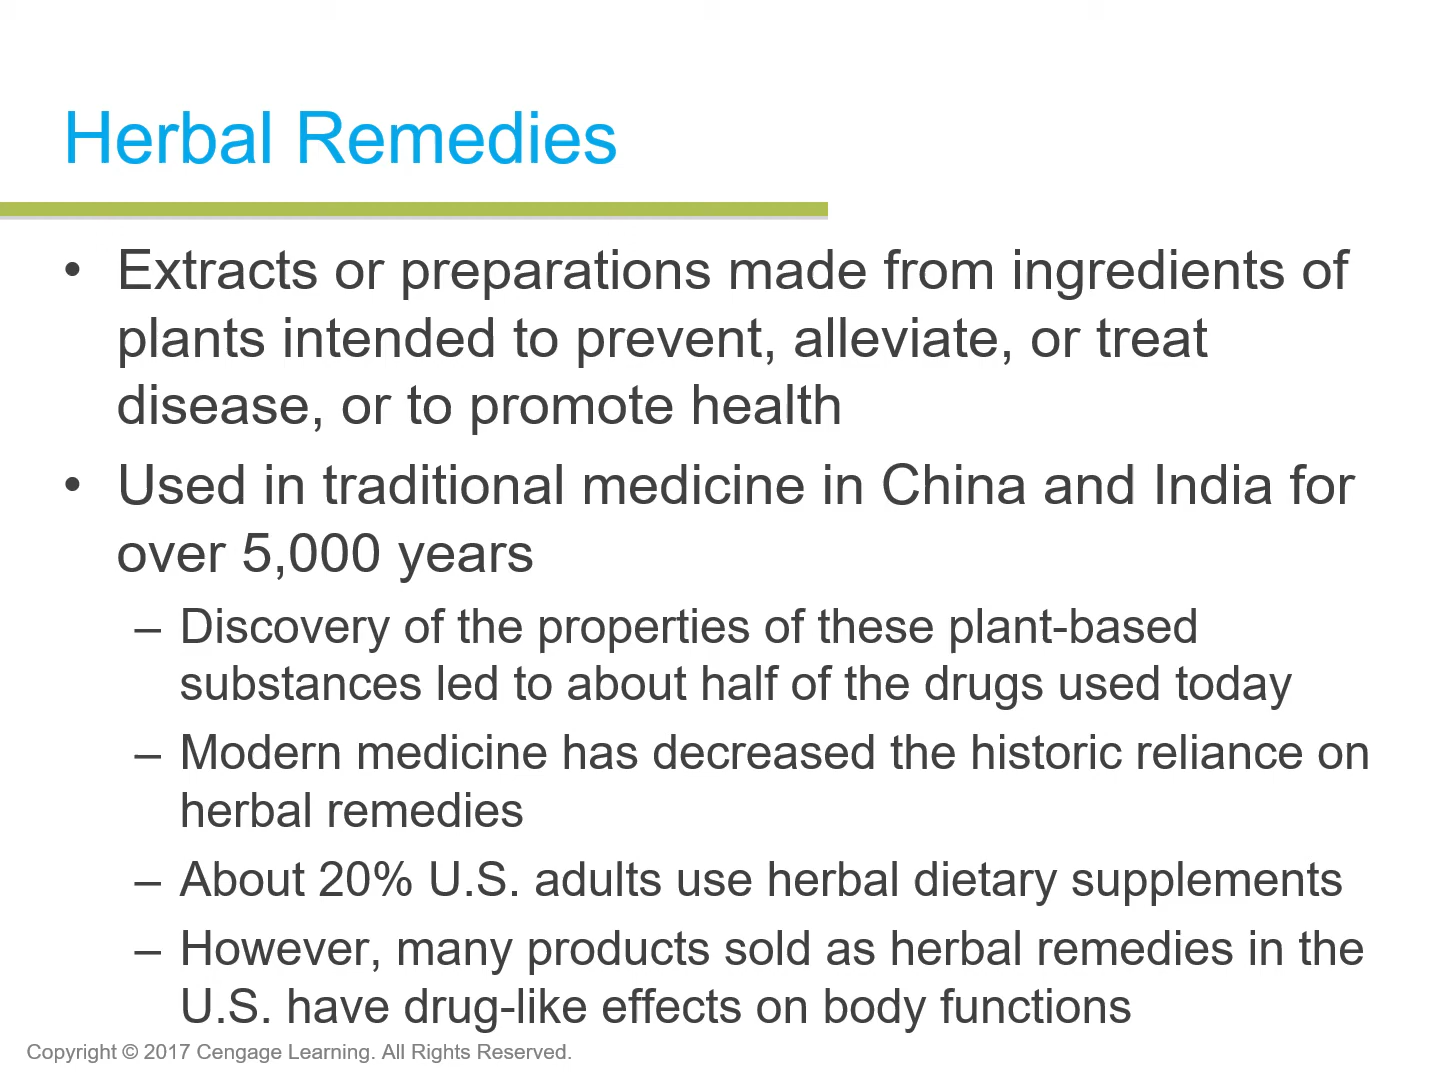 Herbal Remedies
• Extracts or preparations made from ingredients of
plants intended to prevent, alleviate, or treat
disease, or to promote health
• Used in traditional medicine in China and India for
over 5,000 years
– Discovery of the properties of these plant-based
substances led to about half of the drugs used today
– Modern medicine has decreased the historic reliance on
herbal remedies
– About 20% U.S. adults use herbal dietary supplements
– However, many products sold as herbal remedies in the
U.S. have drug-like effects on body functions
Copyright © 2017 Cengage Learning. All Rights Reserved.